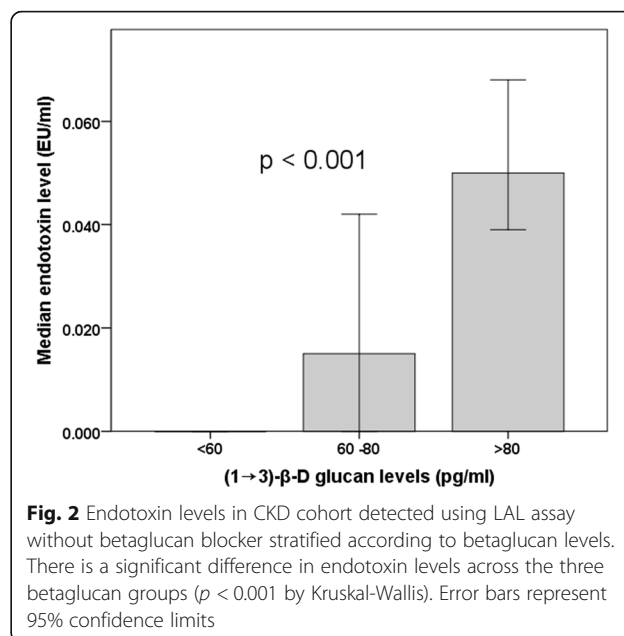 0.060
0.040
0.020
0.000
Median endotoxin level (EU/ml)
p < 0.001
<60
60 -80
>80
(1→3)-β-D glucan levels (pg/ml)
Fig. 2 Endotoxin levels in CKD cohort detected using LAL assay
without betaglucan blocker stratified according to betaglucan levels.
There is a significant difference in endotoxin levels across the three
betaglucan groups (p < 0.001 by Kruskal-Wallis). Error bars represent
95% confidence limits